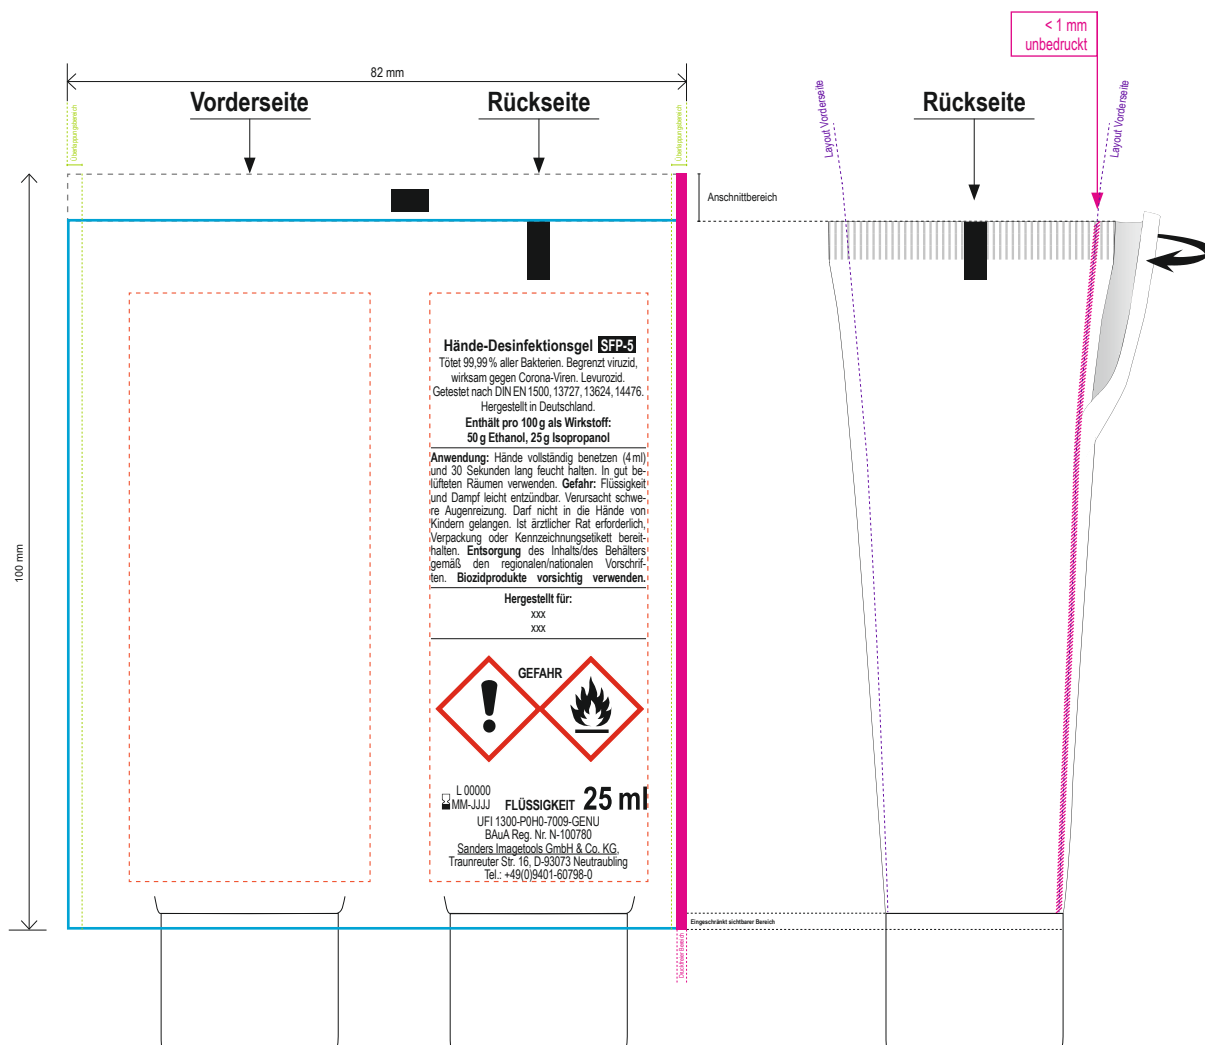 < 1 mm
unbedruckt
82 mm
Vorderseite
Rückseite
Rückseite
Layout Vorderseite
Layout Vorderseite
Überlappungsbereich
Überlappungsbereich
Anschnittbereich
100 mm
Hände-Desinfektionsgel SFP-5
Tötet 99,99 % aller Bakterien. Begrenzt viruzid,
wirksam gegen Corona-Viren. Levurozid.
Getestet nach DIN EN 1500, 13727, 13624, 14476.
Hergestellt in Deutschland.
Enthält pro 100 g als Wirkstoff:
50 g Ethanol, 25 g Isopropanol
Anwendung: Hände vollständig benetzen (4 ml)
und 30 Sekunden lang feucht halten. In gut be-
lüfteten Räumen verwenden. Gefahr: Flüssigkeit
und Dampf leicht entzündbar. Verursacht schwe-
re Augenreizung. Darf nicht in die Hände von
Kindern gelangen. Ist ärztlicher Rat erforderlich,
Verpackung oder Kennzeichnungsetikett bereit-
halten. Entsorgung des Inhalts/des Behälters
gemäß den regionalen/nationalen Vorschrif-
ten. Biozidprodukte vorsichtig verwenden.
Hergestellt für:
xxx
xxx
GEFAHR
L 00000
MM-JJJJ
FLÜSSIGKEIT 25 ml
UFI 1300-P0H0-7009-GENU
BAuA Reg. Nr. N-100780
Sanders Imagetools GmbH & Co. KG,
Traunreuter Str. 16, D-93073 Neutraubling
Tel.: +49(0)9401-60798-0
Eingeschränkt sichtbarer Bereich
Druckfreier Bereich